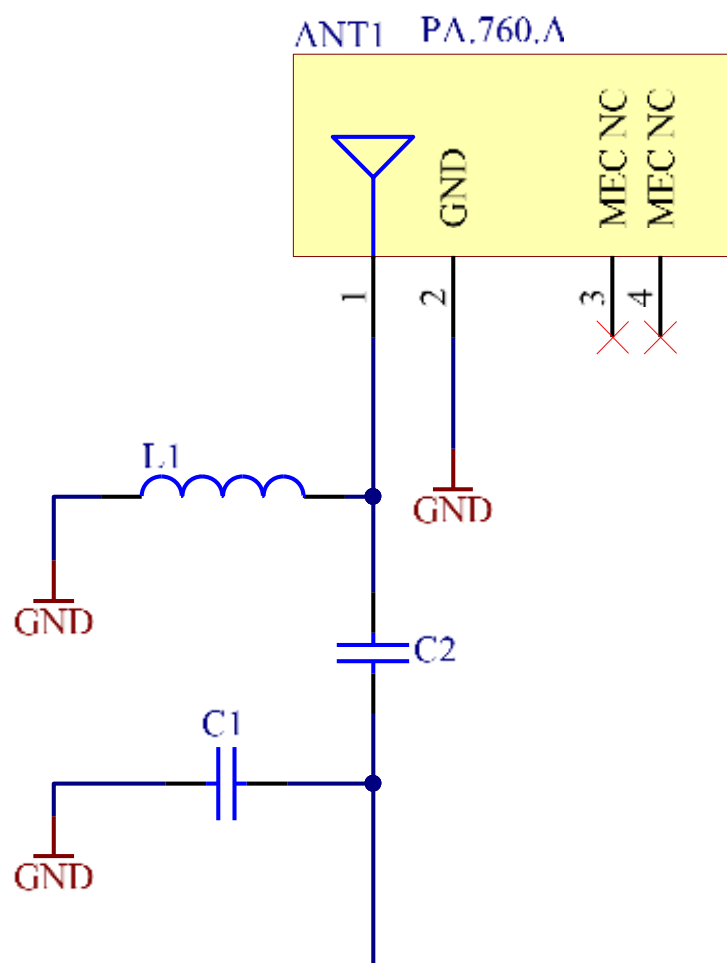 ANT1 PA.760.A
GND
MEC NC
MEC NC
1
2
3
4
L1
GND
GND
C2
C1
GND